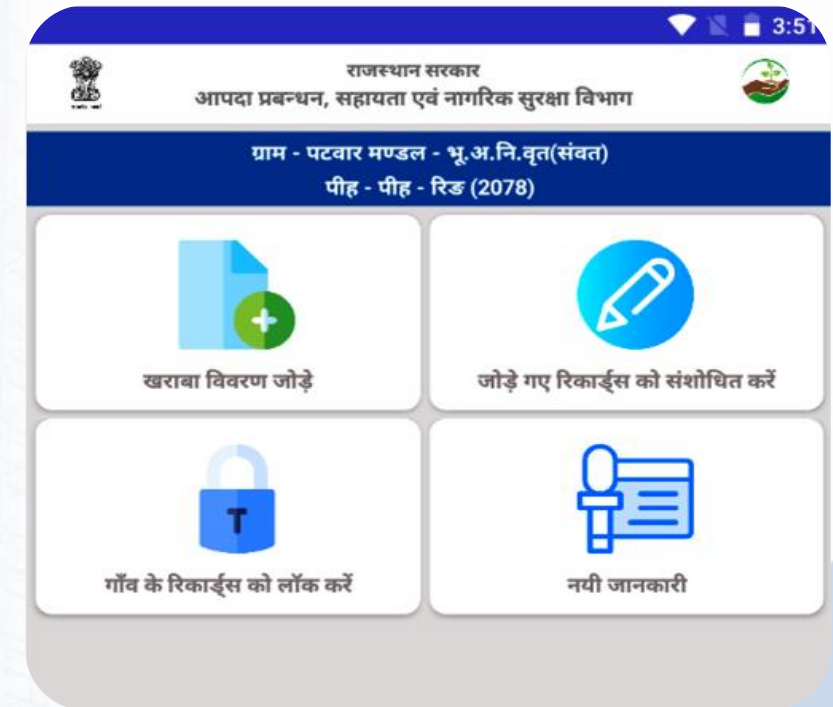 3:51
राजस्थान सरकार
आपदा प्रबन्धन, सहायता एवं नागरिक सुरक्षा विभाग
ग्राम - पटवार मण्डल - भू.अ.नि.वृत(संवत)
पीह - पीह - रिङ (2078)
खराबा विवरण जोड़े
जोड़े गए रिकार्ड्स को संशोधित करें
T
गाँव के रिकार्ड्स को लॉक करें
नयी जानकारी